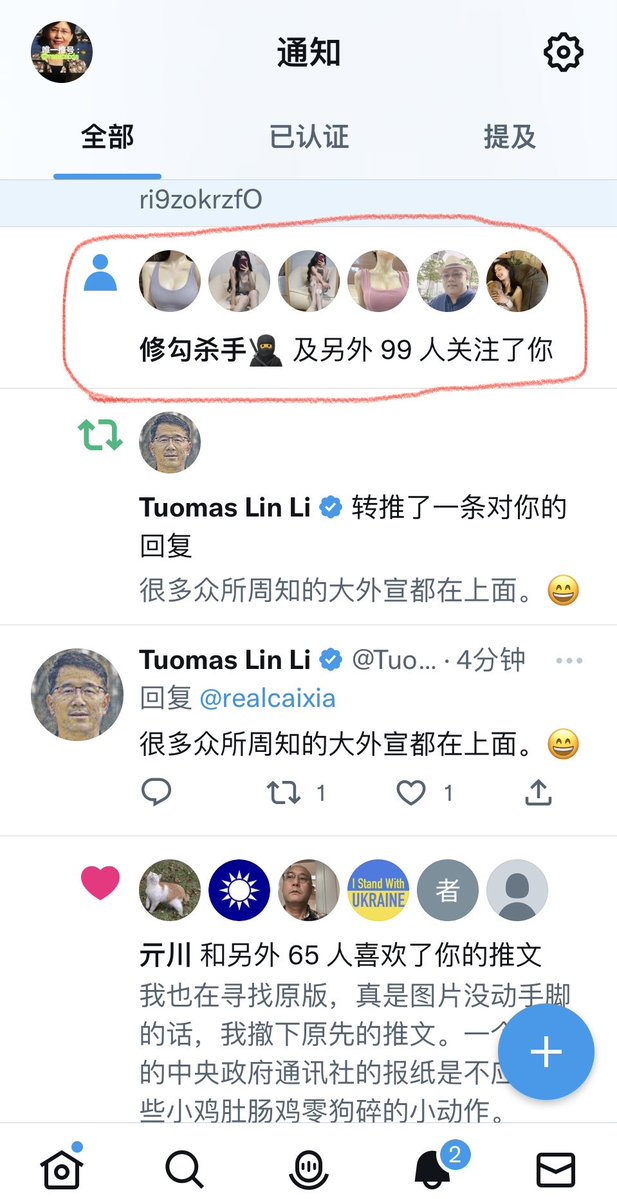 唯一推号:
@realcaixia
通知
全部
已认证
提及
ri9zokrzfO
修勾杀手🥷 及另外 99 人关注了你
Tuomas Lin Li 转推了一条对你的
回复
很多众所周知的大外宣都在上面。😄
Tuomas Lin Li @Tuo... · 4分钟
回复 @realcaixia
很多众所周知的大外宣都在上面。😄
1
1
I Stand With
UKRAINE
者
亓川 和另外 65 人喜欢了你的推文
我也在寻找原版，真是图片没动手脚
的话，我撤下原先的推文。一个
的中央政府通讯社的报纸是不应
些小鸡肚肠鸡零狗碎的小动作。
2